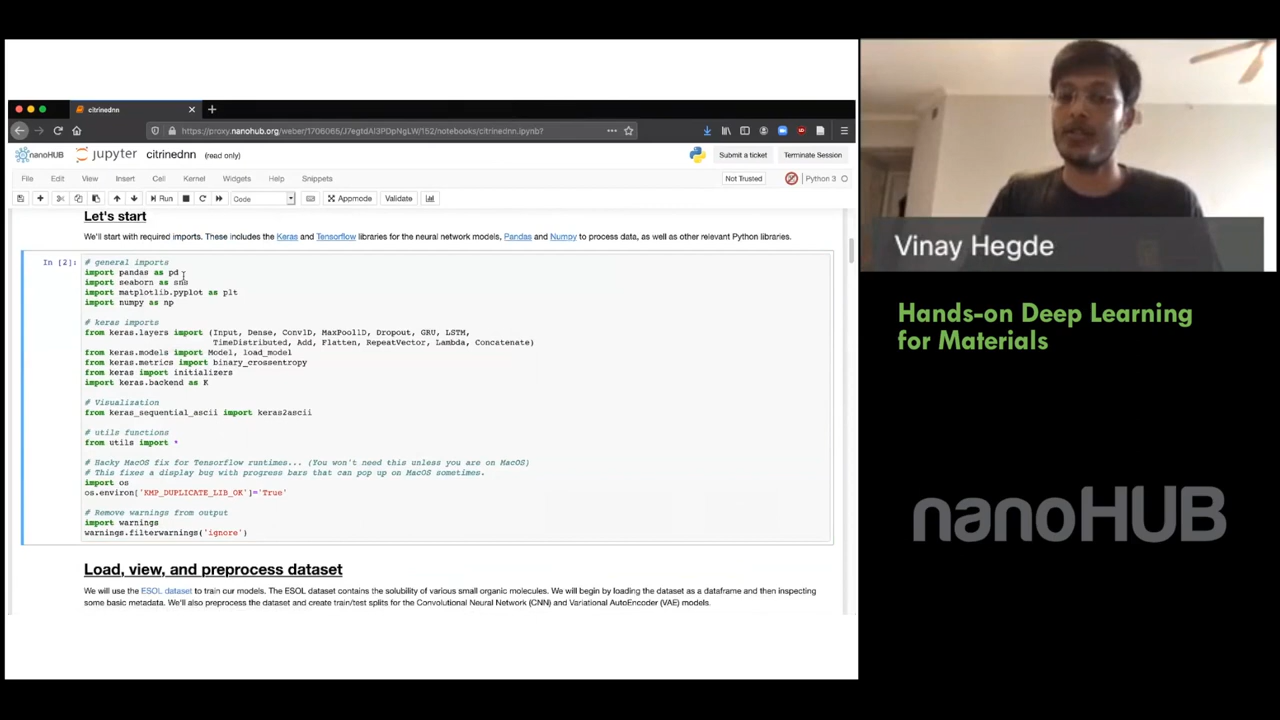 citrinednn
https://proxy.nanohub.org/weber/1706065/J7egtdAI3PDpNgLW/152/notebooks/citrinednn.ipynb?
nanoHUB jupyter citrinednn (read only) Submit a ticket Terminate Session
File Edit View Insert Cell Kernel Widgets Help Snippets Not Trusted Python 3
Run Code Appmode Validate
Let's start
We'll start with required imports. These includes the Keras and Tensorflow libraries for the neural network models, Pandas and Numpy to process data, as well as other relevant Python libraries.
In [2]:
# general imports
import pandas as pd
import seaborn as sns
import matplotlib.pyplot as plt
import numpy as np
# keras imports
from keras.layers import (Input, Dense, Conv1D, MaxPool1D, Dropout, GRU, LSTM,
TimeDistributed, Add, Flatten, RepeatVector, Lambda, Concatenate)
from keras.models import Model, load_model
from keras.metrics import binary_crossentropy
from keras import initializers
import keras.backend as K
# Visualization
from keras_sequential_ascii import keras2ascii
# utils functions
from utils import *
# Hacky MacOS fix for Tensorflow runtimes... (You won't need this unless you are on MacOS)
# This fixes a display bug with progress bars that can pop up on MacOS sometimes.
import os
os.environ['KMP_DUPLICATE_LIB_OK']='True'
# Remove warnings from output
import warnings
warnings.filterwarnings('ignore')
Load, view, and preprocess dataset
We will use the ESOL dataset to train our models. The ESOL dataset contains the solubility of various small organic molecules. We will begin by loading the dataset as a dataframe and then inspecting
some basic metadata. We'll also preprocess the dataset and create train/test splits for the Convolutional Neural Network (CNN) and Variational AutoEncoder (VAE) models.
Vinay Hegde
Hands-on Deep Learning
for Materials
nanoHUB